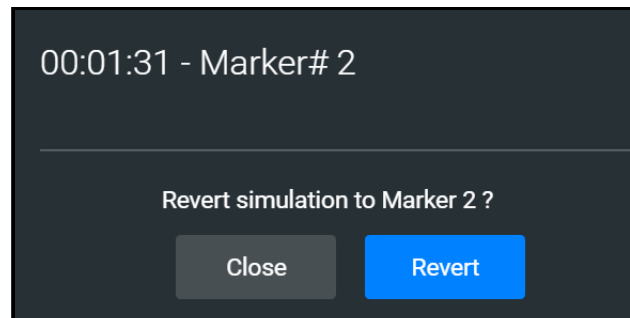 00:01:31 - Marker# 2
Revert simulation to Marker 2 ?
Close
Revert